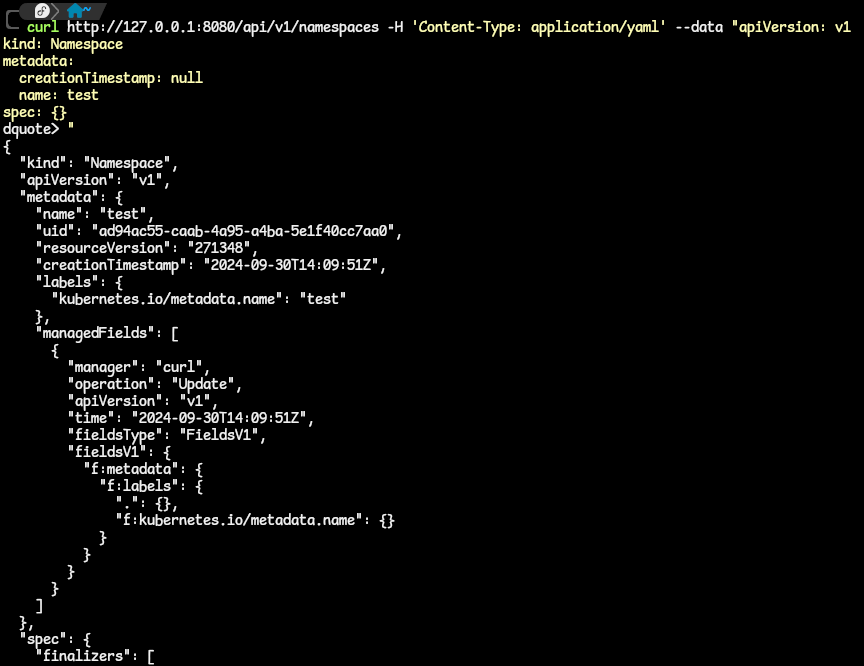 curl http://127.0.0.1:8080/api/v1/namespaces -H 'Content-Type: application/yaml' --data "apiVersion: v1
kind: Namespace
metadata:
  creationTimestamp: null
  name: test
spec: {}
dquote> "
{
  "kind": "Namespace",
  "apiVersion": "v1",
  "metadata": {
    "name": "test",
    "uid": "ad94ac55-caab-4a95-a4ba-5e1f40cc7aa0",
    "resourceVersion": "271348",
    "creationTimestamp": "2024-09-30T14:09:51Z",
    "labels": {
      "kubernetes.io/metadata.name": "test"
    },
    "managedFields": [
      {
        "manager": "curl",
        "operation": "Update",
        "apiVersion": "v1",
        "time": "2024-09-30T14:09:51Z",
        "fieldsType": "FieldsV1",
        "fieldsV1": {
          "f:metadata": {
            "f:labels": {
              ".": {},
              "f:kubernetes.io/metadata.name": {}
            }
          }
        }
      }
    ]
  },
  "spec": {
    "finalizers": [